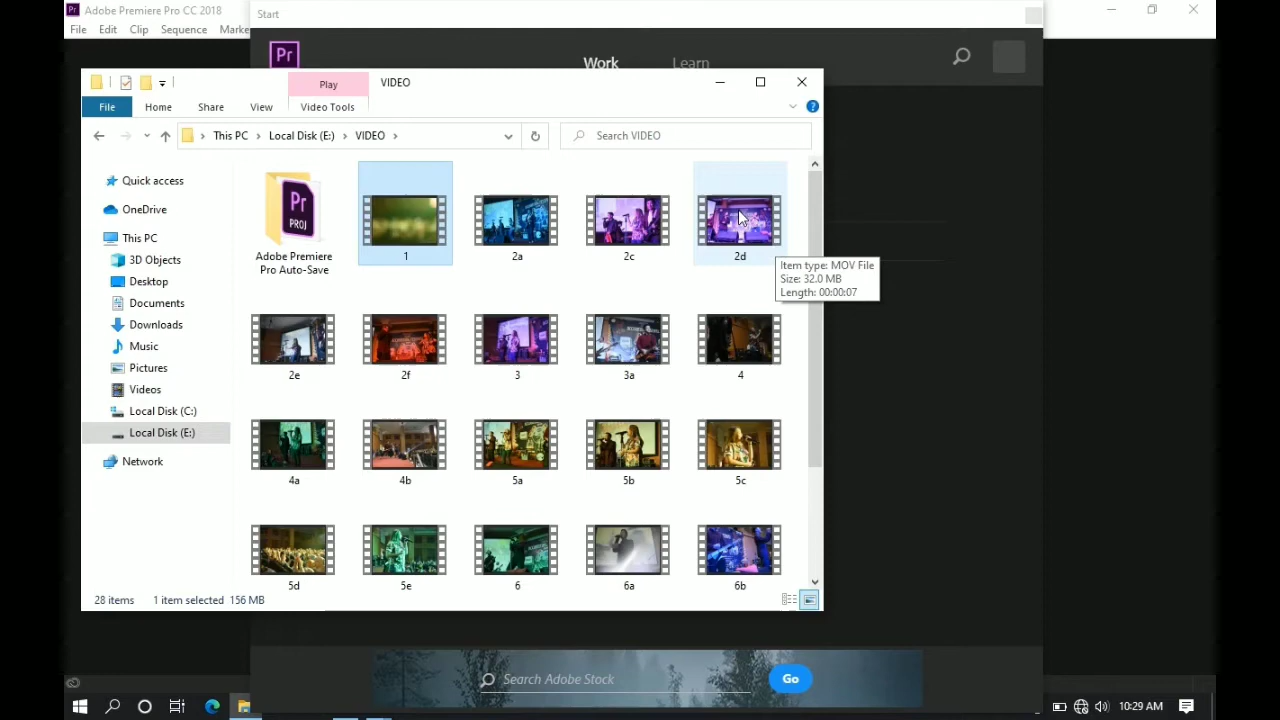 Adobe Premiere Pro CC 2018
Start
File Edit Clip Sequence Marke
Pr
Work Learn
Play VIDEO
File Home Share View Video Tools
This PC > Local Disk (E:) > VIDEO >
Search VIDEO
Quick access
OneDrive
This PC
3D Objects
Desktop
Documents
Downloads
Music
Pictures
Videos
Local Disk (C:)
Local Disk (E:)
Network
Pr
PROJ
Adobe Premiere
Pro Auto-Save
1 2a 2c 2d
Item type: MOV File
Size: 32.0 MB
Length: 00:00:07
2e 2f 3 3a 4
4a 4b 5a 5b 5c
5d 5e 6 6a 6b
28 items 1 item selected 156 MB
Search Adobe Stock Go
10:29 AM